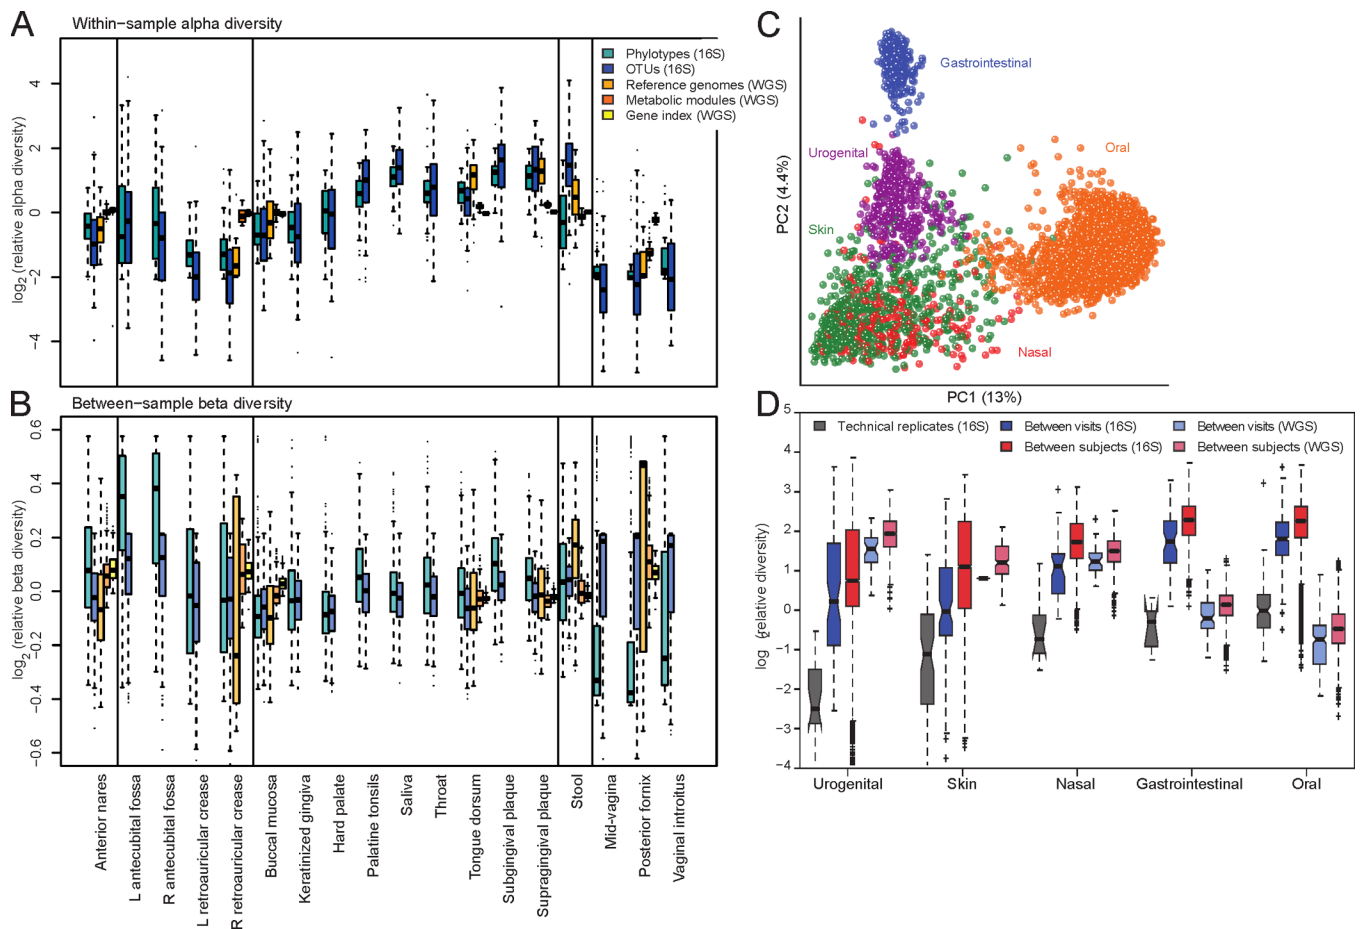 A
Within−sample alpha diversity
Phylotypes (16S)
OTUs (16S)
Reference genomes (WGS)
Metabolic modules (WGS)
Gene index (WGS)
log2 (relative alpha diversity)
4
2
0
−2
−4
B
Between−sample beta diversity
log2 (relative beta diversity)
0.6
0.4
0.2
0.0
−0.2
−0.4
−0.6
Anterior nares
L antecubital fossa
R antecubital fossa
L retroauricular crease
R retroauricular crease
Buccal mucosa
Keratinized gingiva
Hard palate
Palatine tonsils
Saliva
Throat
Tongue dorsum
Subgingival plaque
Supragingival plaque
Stool
Mid−vagina
Posterior fornix
Vaginal introitus
C
Gastrointestinal
Urogenital
Oral
Skin
Nasal
PC2 (4.4%)
PC1 (13%)
D
Technical replicates (16S)
Between visits (16S)
Between subjects (16S)
Between visits (WGS)
Between subjects (WGS)
log2 (relative diversity)
5
4
3
2
1
0
−1
−2
−3
−4
Urogenital
Skin
Nasal
Gastrointestinal
Oral